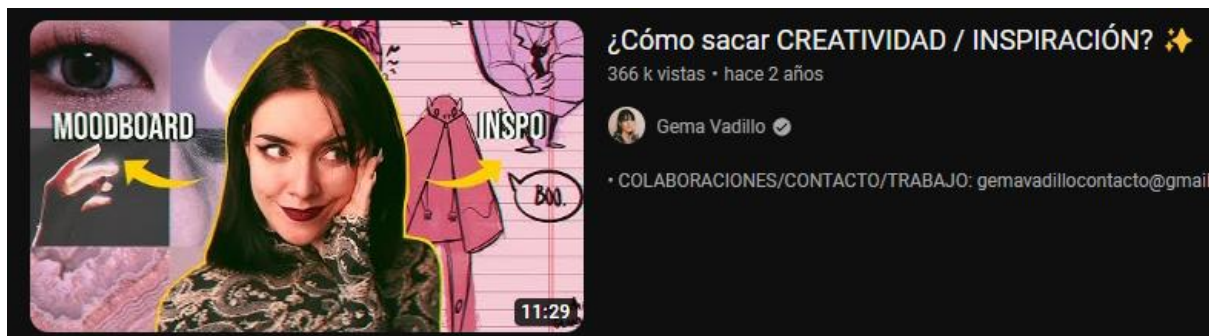 MOODBOARD
INSPO
BOO.
11:29
¿Cómo sacar CREATIVIDAD / INSPIRACIÓN? ✨
366 k vistas • hace 2 años
Gema Vadillo
• COLABORACIONES/CONTACTO/TRABAJO: gemavadillocontacto@gmail